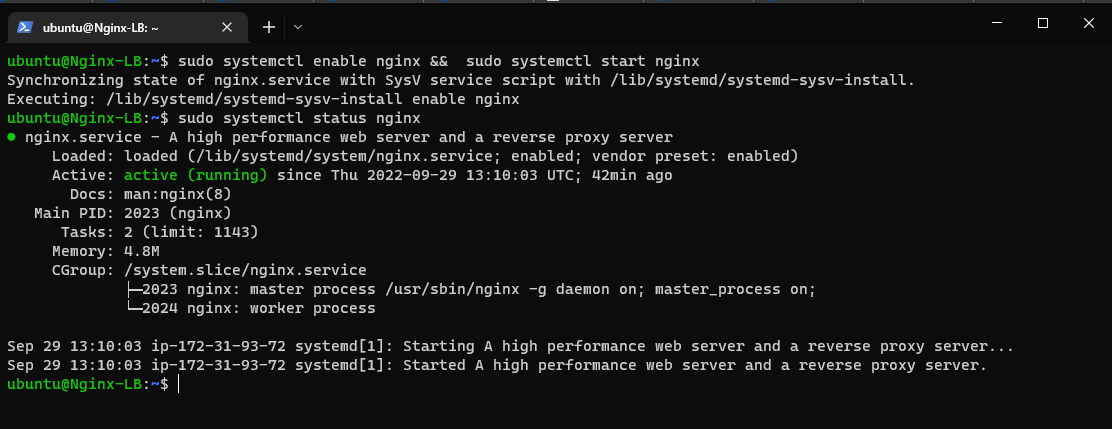 ubuntu@Nginx-LB: ~
ubuntu@Nginx-LB:~$ sudo systemctl enable nginx &&  sudo systemctl start nginx
Synchronizing state of nginx.service with SysV service script with /lib/systemd/systemd-sysv-install.
Executing: /lib/systemd/systemd-sysv-install enable nginx
ubuntu@Nginx-LB:~$ sudo systemctl status nginx
● nginx.service - A high performance web server and a reverse proxy server
     Loaded: loaded (/lib/systemd/system/nginx.service; enabled; vendor preset: enabled)
     Active: active (running) since Thu 2022-09-29 13:10:03 UTC; 42min ago
       Docs: man:nginx(8)
   Main PID: 2023 (nginx)
      Tasks: 2 (limit: 1143)
     Memory: 4.8M
     CGroup: /system.slice/nginx.service
             ├─2023 nginx: master process /usr/sbin/nginx -g daemon on; master_process on;
             └─2024 nginx: worker process
Sep 29 13:10:03 ip-172-31-93-72 systemd[1]: Starting A high performance web server and a reverse proxy server...
Sep 29 13:10:03 ip-172-31-93-72 systemd[1]: Started A high performance web server and a reverse proxy server.
ubuntu@Nginx-LB:~$